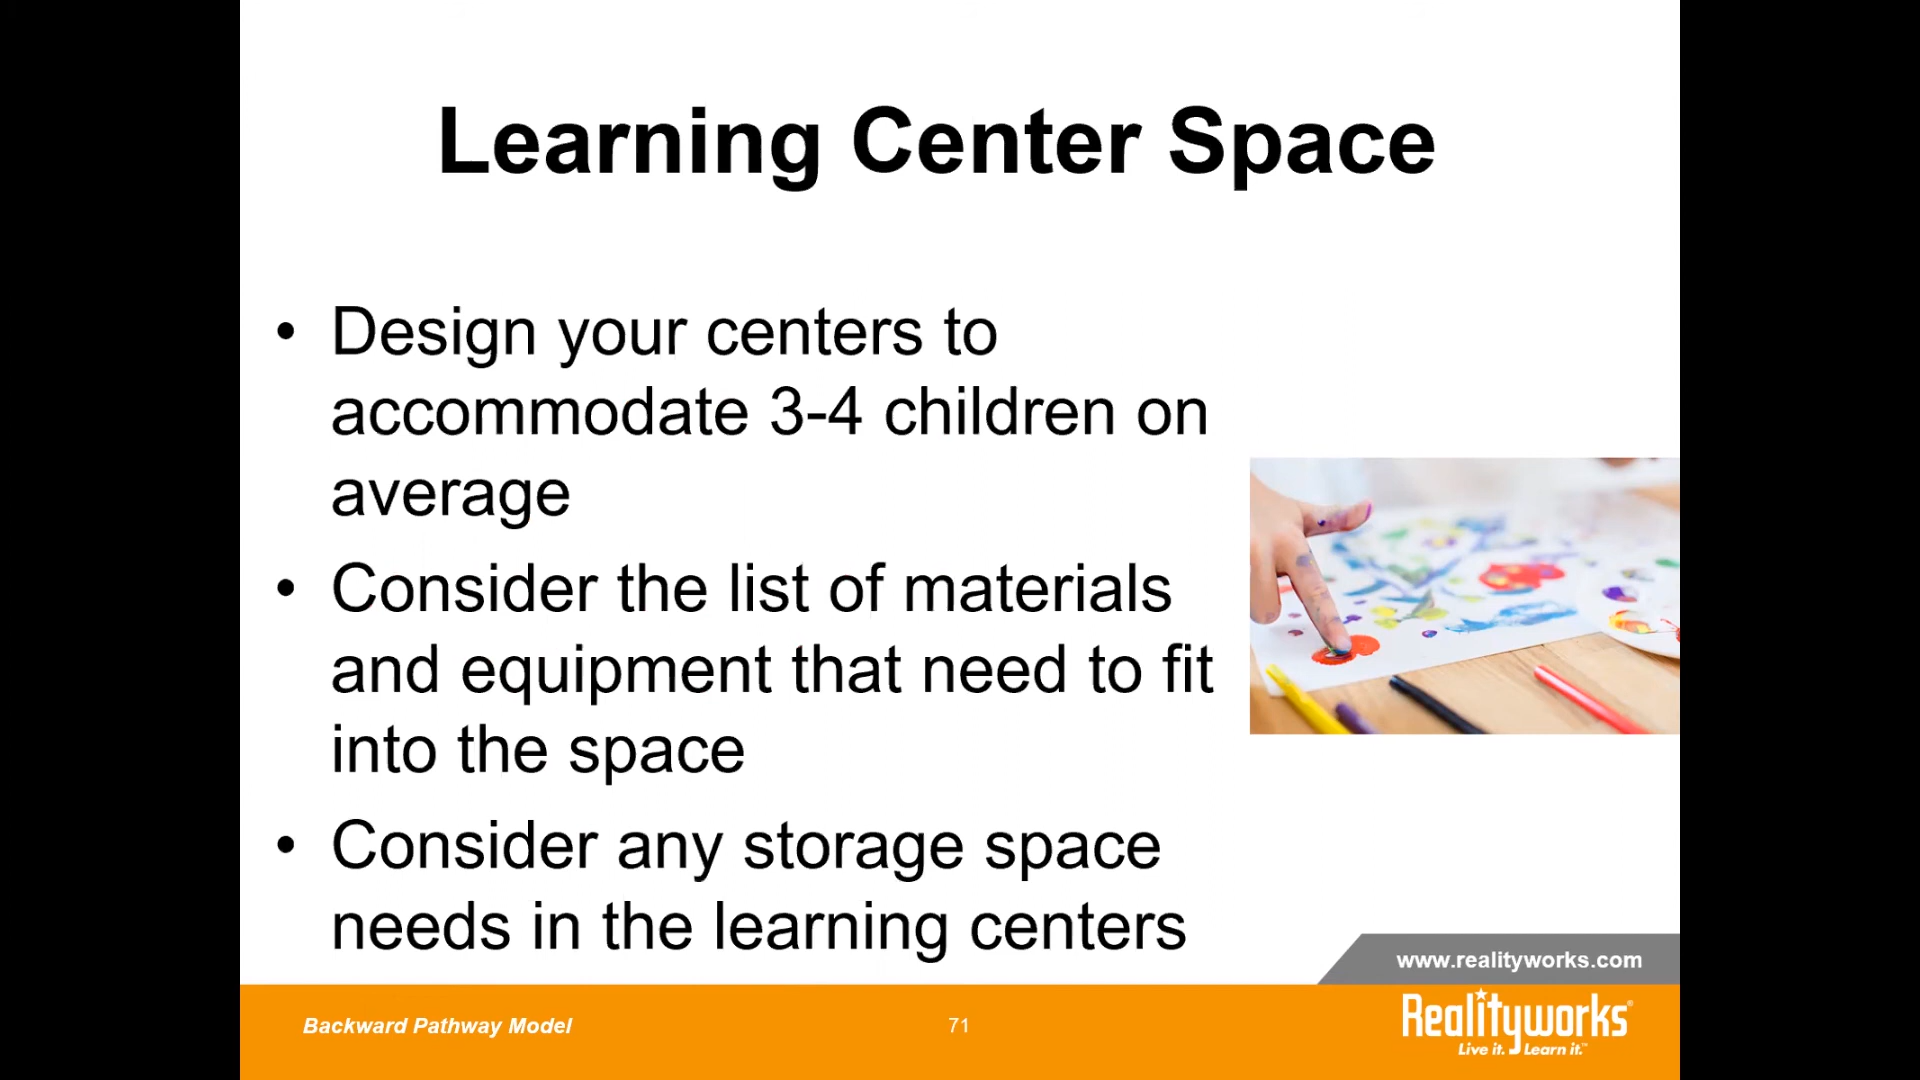 Learning Center Space
• Design your centers to
accommodate 3-4 children on
average
• Consider the list of materials
and equipment that need to fit
into the space
• Consider any storage space
needs in the learning centers
www.realityworks.com
Backward Pathway Model
71
Realityworks®
Live it. Learn it.™